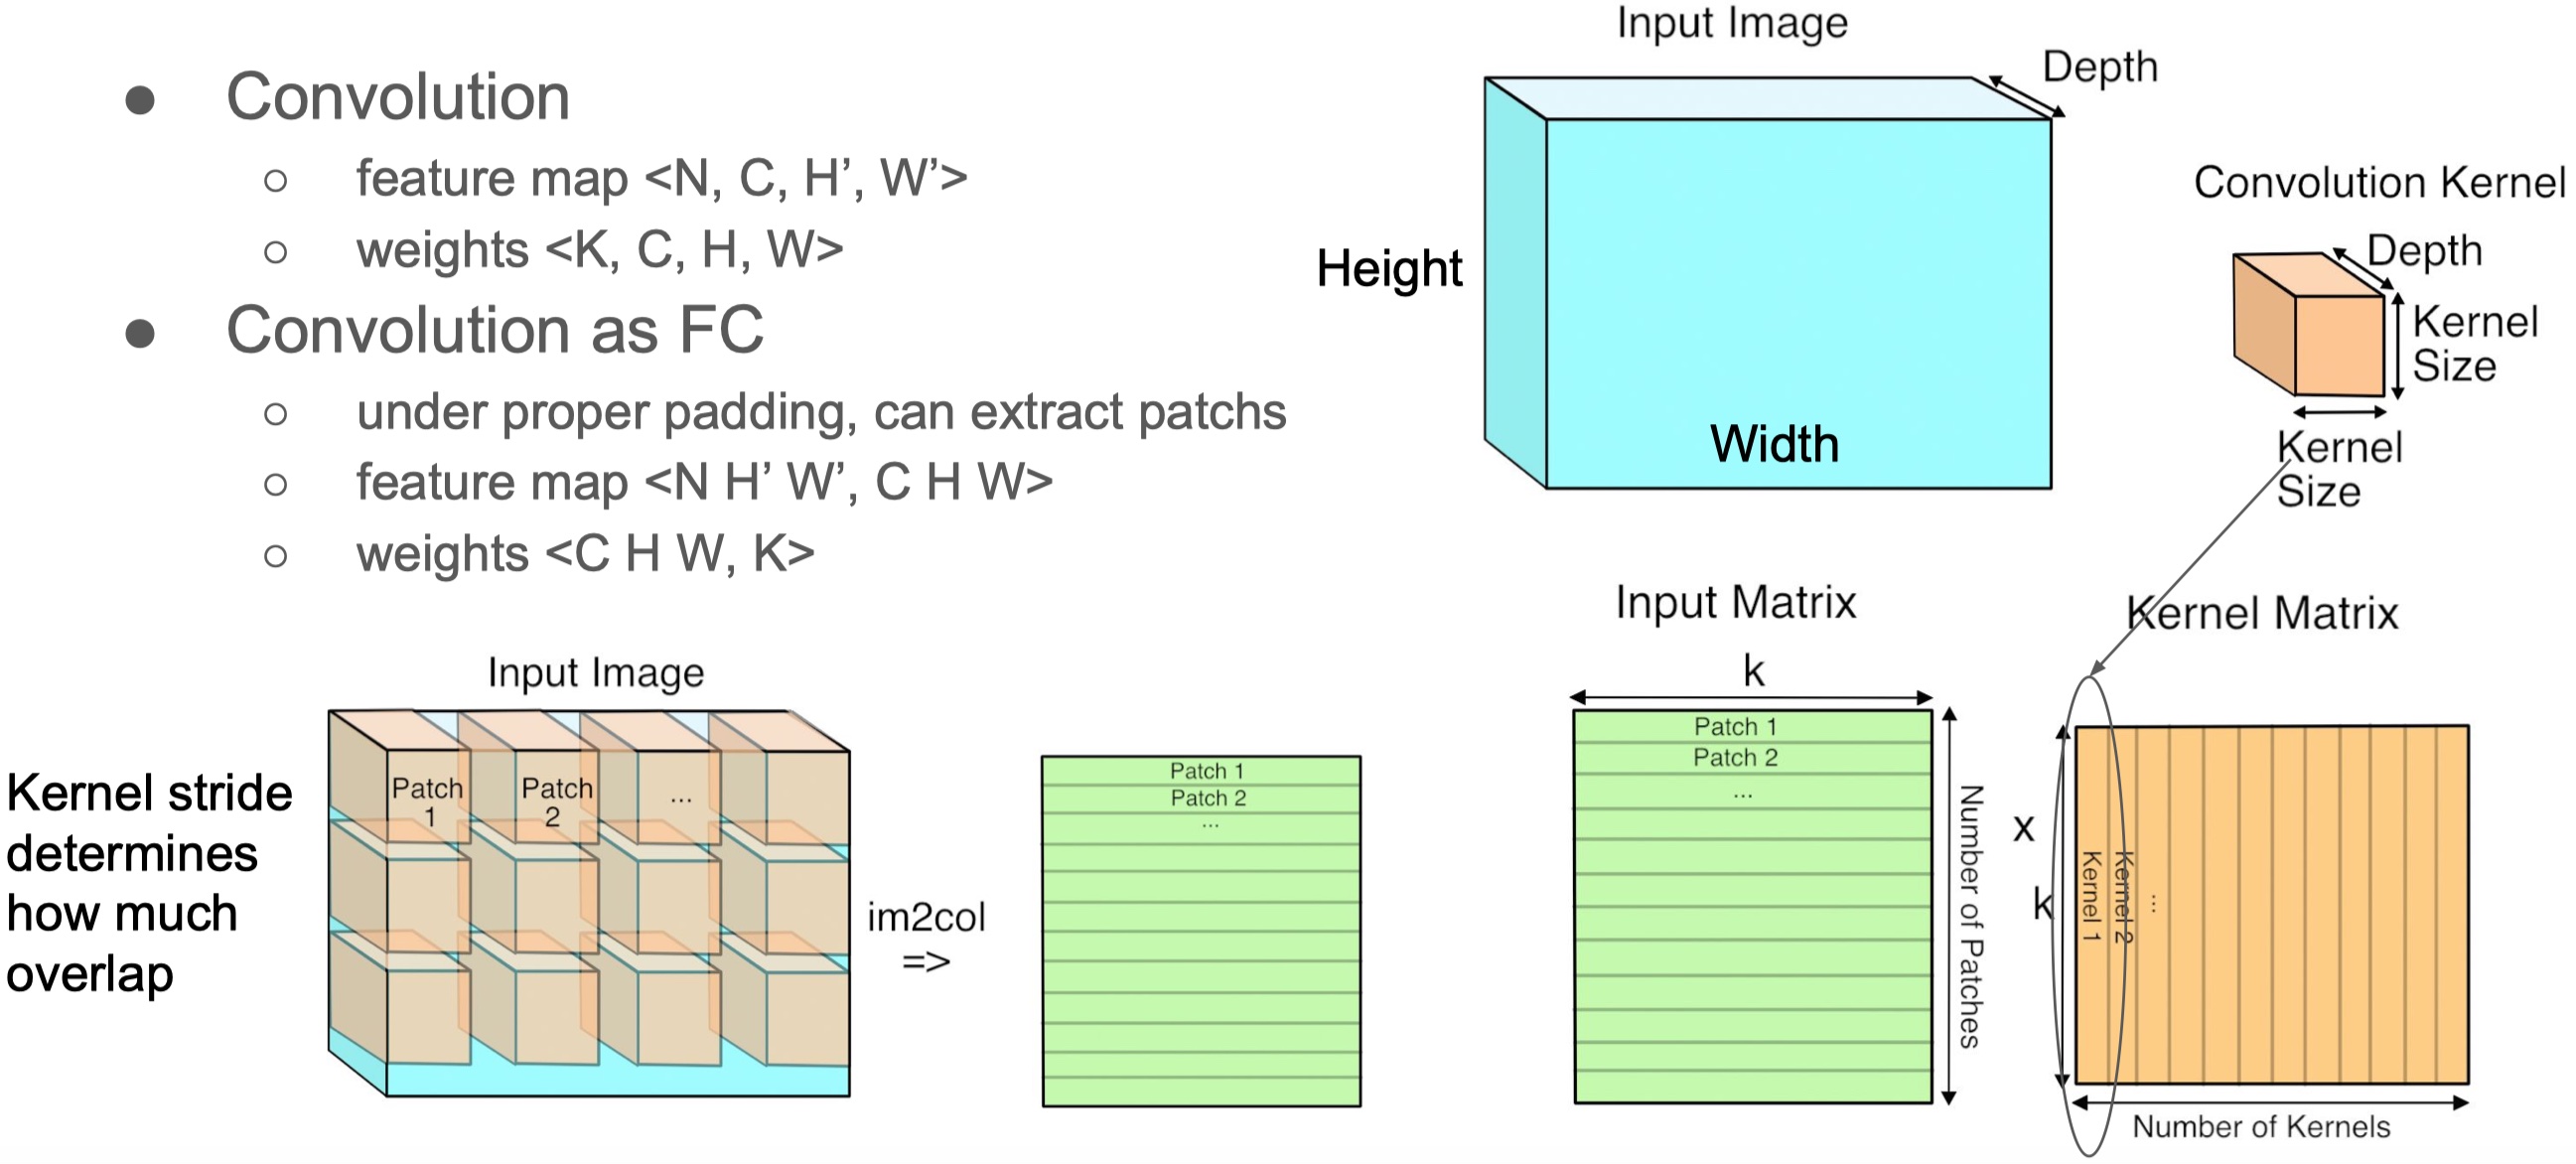 ● Convolution
○ feature map <N, C, H’, W’>
○ weights <K, C, H, W>
● Convolution as FC
○ under proper padding, can extract patchs
○ feature map <N H’ W’, C H W>
○ weights <C H W, K>
Input Image
Depth
Height
Width
Convolution Kernel
Depth
Kernel
Size
Kernel
Size
Kernel stride
determines
how much
overlap
Input Image
Patch
1
Patch
2
...
im2col
=>
Patch 1
Patch 2
...
Input Matrix
k
Patch 1
Patch 2
...
Number of Patches
x
Kernel Matrix
k
Kernel 1
Kernel 2
...
Number of Kernels